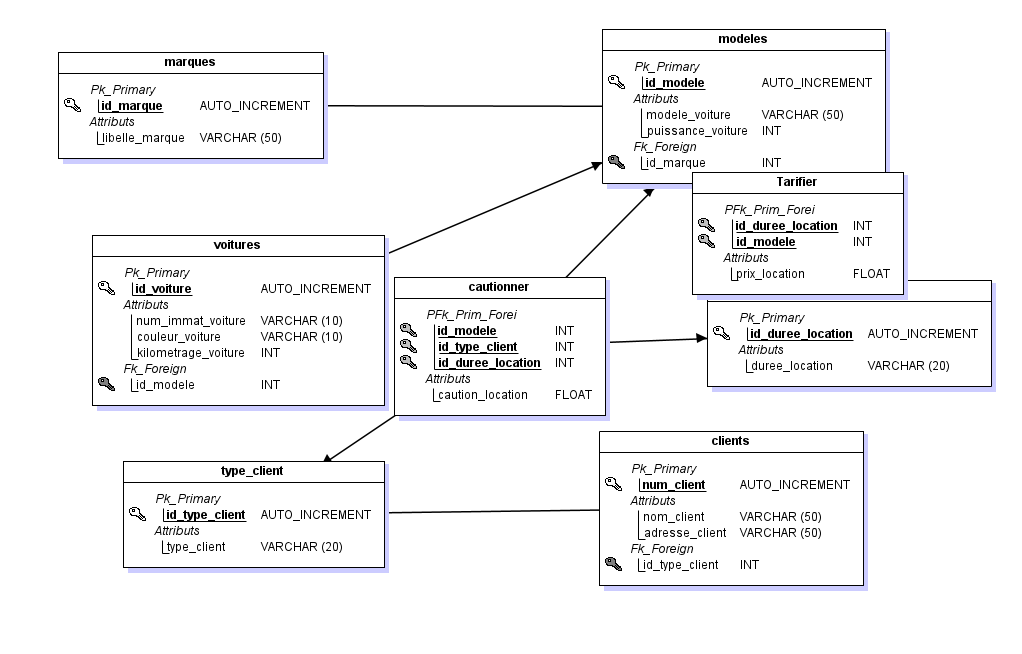 marques
Pk_Primary
id_marque AUTO_INCREMENT
Attributs
libelle_marque VARCHAR (50)
modeles
Pk_Primary
id_modele AUTO_INCREMENT
Attributs
modele_voiture VARCHAR (50)
puissance_voiture INT
Fk_Foreign
id_marque INT
Tarifier
PFk_Prim_Forei
id_duree_location INT
id_modele INT
Attributs
prix_location FLOAT
voitures
Pk_Primary
id_voiture AUTO_INCREMENT
Attributs
num_immat_voiture VARCHAR (10)
couleur_voiture VARCHAR (10)
kilometrage_voiture INT
Fk_Foreign
id_modele INT
cautionner
PFk_Prim_Forei
id_modele INT
id_type_client INT
id_duree_location INT
Attributs
caution_location FLOAT
Pk_Primary
id_duree_location AUTO_INCREMENT
Attributs
duree_location VARCHAR (20)
type_client
Pk_Primary
id_type_client AUTO_INCREMENT
Attributs
type_client VARCHAR (20)
clients
Pk_Primary
num_client AUTO_INCREMENT
Attributs
nom_client VARCHAR (50)
adresse_client VARCHAR (50)
Fk_Foreign
id_type_client INT